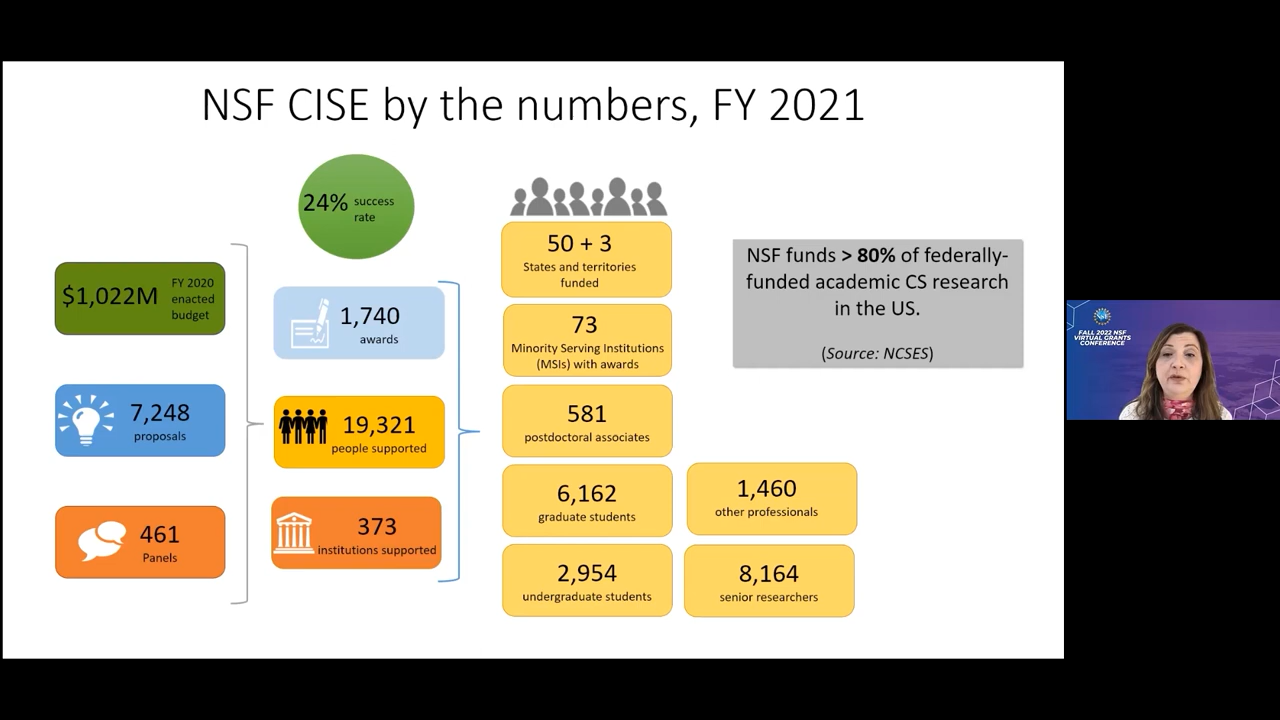 NSF CISE by the numbers, FY 2021
24% success
rate
$1,022M
FY 2020
enacted
budget
7,248
proposals
461
Panels
1,740
awards
19,321
people supported
373
institutions supported
50 + 3
States and territories
funded
73
Minority Serving Institutions
(MSIs) with awards
581
postdoctoral associates
6,162
graduate students
2,954
undergraduate students
1,460
other professionals
8,164
senior researchers
NSF funds > 80% of federally-
funded academic CS research
in the US.
(Source: NCSES)
FALL 2022 NSF
VIRTUAL GRANTS
CONFERENCE